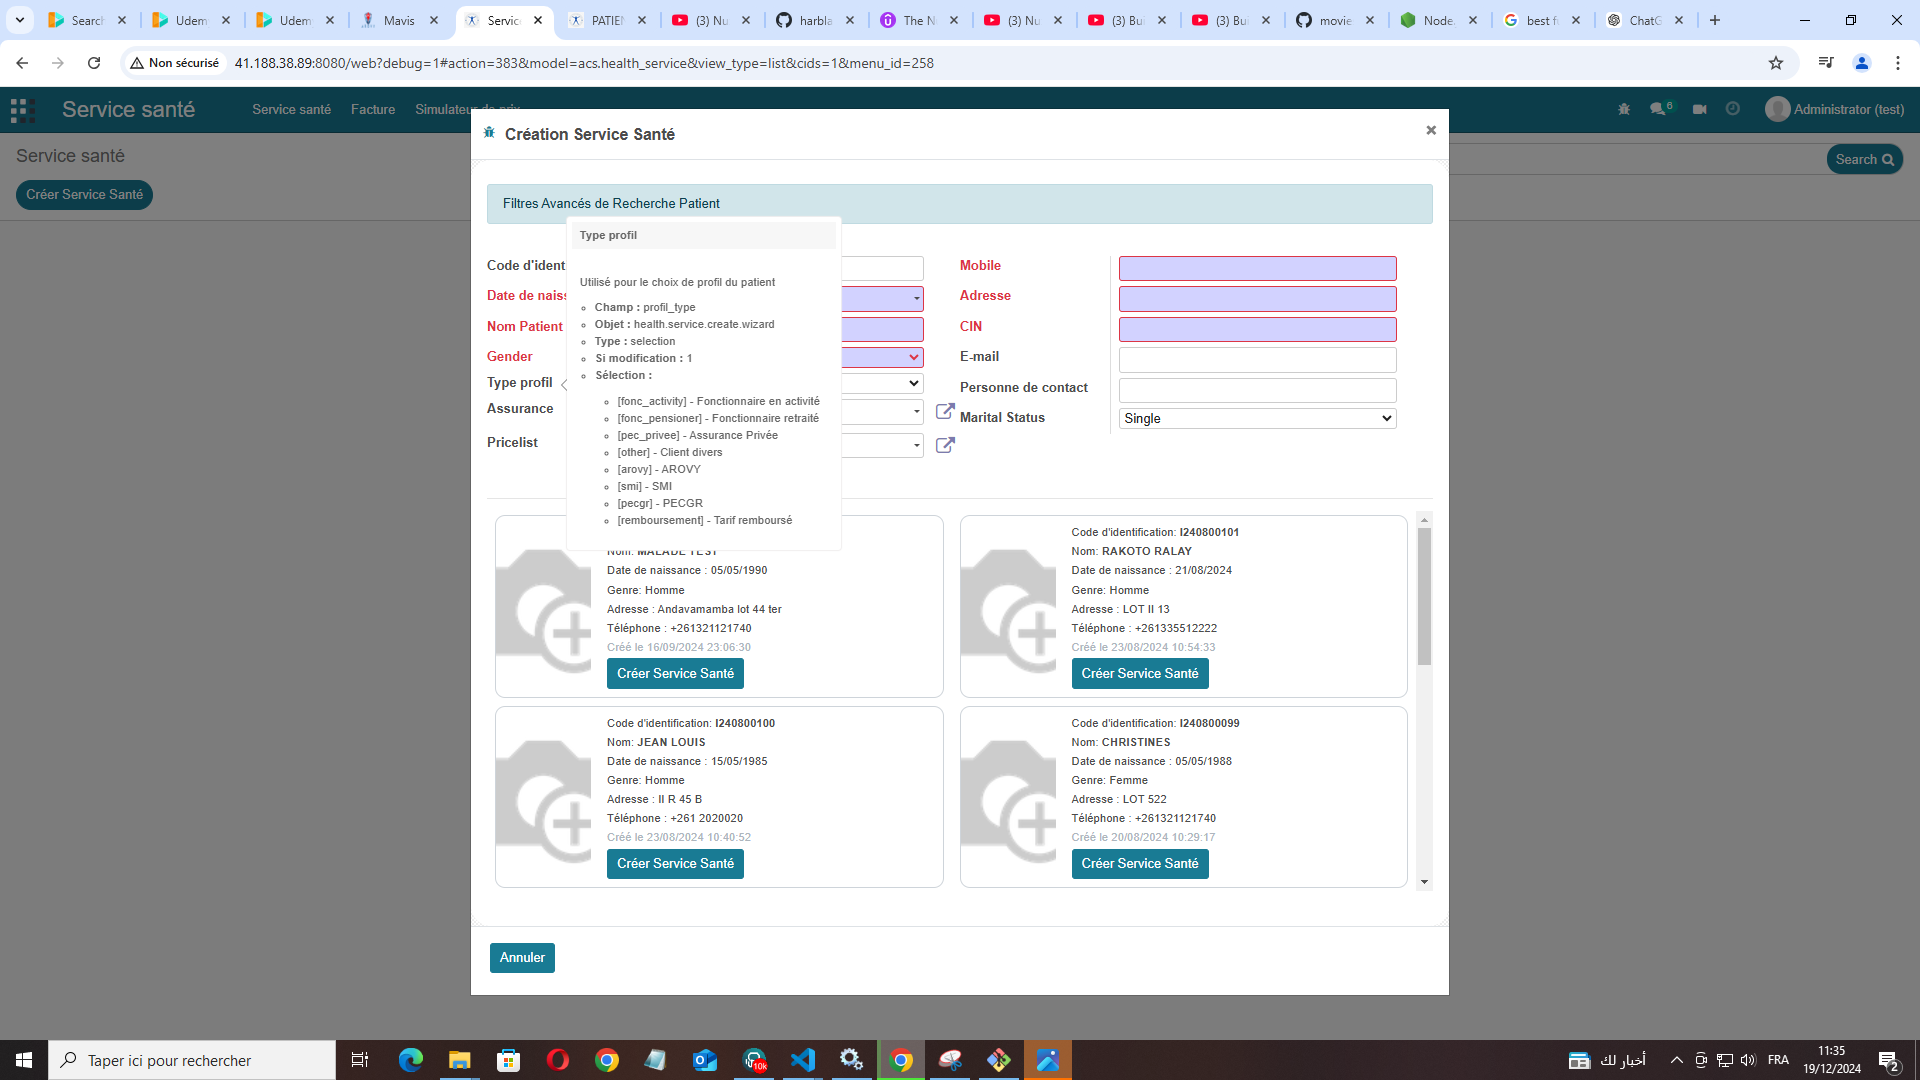 Search
Udem
Udem
Mavis
Service
PATIEN
(3) Nu
harbla
The No
(3) Nu
(3) Bui
(3) Bui
movie
Node.
best f
ChatG
Non sécurisé
41.188.38.89:8080/web?debug=1#action=383&model=acs.health_service&view_type=list&cids=1&menu_id=258
Service santé
Service santé
Facture
Simulateur de prix
6
Administrator (test)
Service santé
Créer Service Santé
Search
Création Service Santé
Filtres Avancés de Recherche Patient
Code d'ident
Date de naiss
Nom Patient
Gender
Type profil
Assurance
Pricelist
Type profil
Utilisé pour le choix de profil du patient
Champ : profil_type
Objet : health.service.create.wizard
Type : selection
Si modification : 1
Sélection :
[fonc_activity] - Fonctionnaire en activité
[fonc_pensioner] - Fonctionnaire retraité
[pec_privee] - Assurance Privée
[other] - Client divers
[arovy] - AROVY
[smi] - SMI
[pecgr] - PECGR
[remboursement] - Tarif remboursé
Mobile
Adresse
CIN
E-mail
Personne de contact
Marital Status
Single
Nom: MALADE TEST
Date de naissance : 05/05/1990
Genre: Homme
Adresse : Andavamamba lot 44 ter
Téléphone : +261321121740
Créé le 16/09/2024 23:06:30
Créer Service Santé
Code d'identification: I240800101
Nom: RAKOTO RALAY
Date de naissance : 21/08/2024
Genre: Homme
Adresse : LOT II 13
Téléphone : +261335512222
Créé le 23/08/2024 10:54:33
Créer Service Santé
Code d'identification: I240800100
Nom: JEAN LOUIS
Date de naissance : 15/05/1985
Genre: Homme
Adresse : II R 45 B
Téléphone : +261 2020020
Créé le 23/08/2024 10:40:52
Créer Service Santé
Code d'identification: I240800099
Nom: CHRISTINES
Date de naissance : 05/05/1988
Genre: Femme
Adresse : LOT 522
Téléphone : +261321121740
Créé le 20/08/2024 10:29:17
Créer Service Santé
Annuler
Taper ici pour rechercher
10k
أخبار لك
FRA
11:35
19/12/2024
2